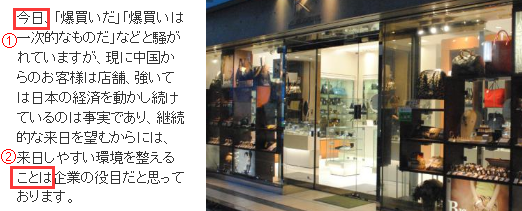 今日、「爆買いだ」「爆買いは
①
一次的なものだ」などと騒が
れていますが、現に中国か
らのお客様は店舗、強いて
は日本の経済を動かし続け
ているのは事実であり、継続
的な来日を望むからには、
②
来日しやすい環境を整える
ことは企業の役目だと思って
おります。